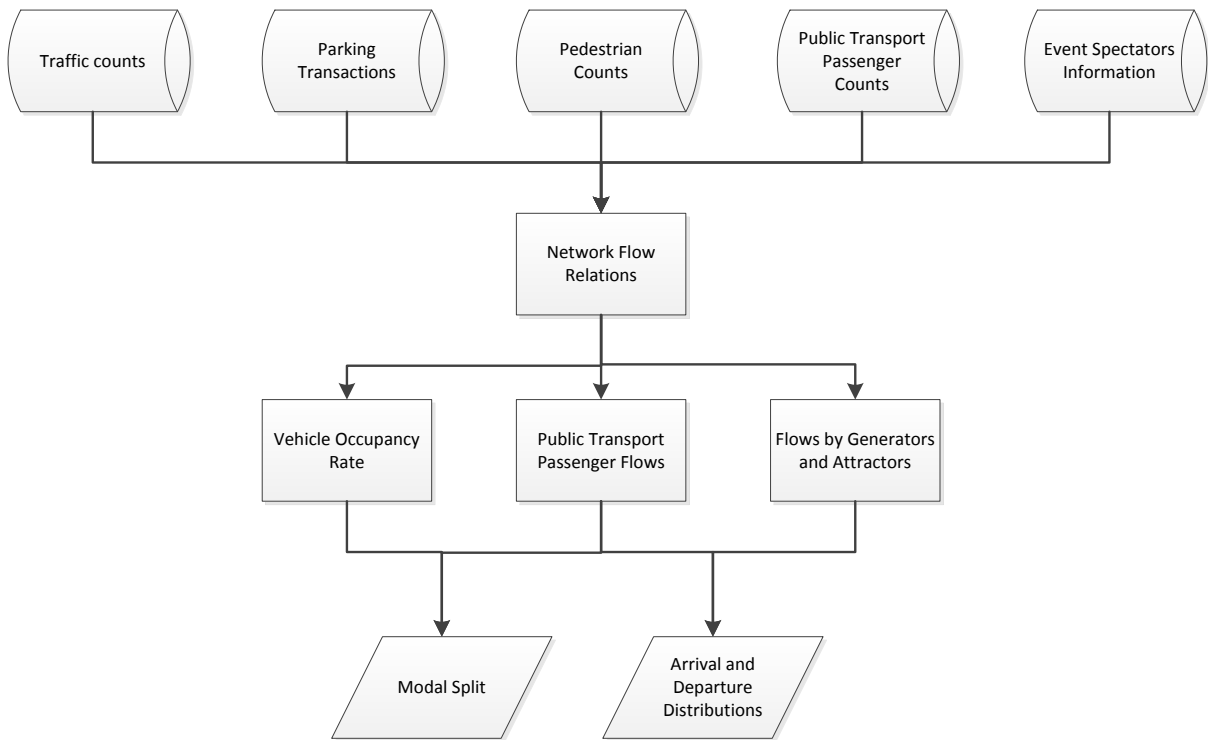 Traffic counts
Parking
Transactions
Pedestrian
Counts
Public Transport
Passenger
Counts
Event Spectators
Information
Network Flow
Relations
Vehicle Occupancy
Rate
Public Transport
Passenger Flows
Flows by Generators
and Attractors
Modal Split
Arrival and
Departure
Distributions